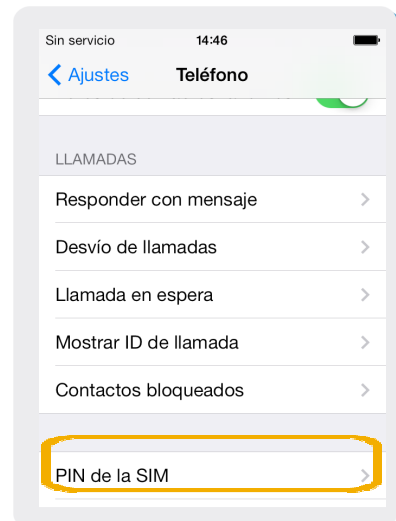 Sin servicio 14:46
Ajustes Teléfono
LLAMADAS
Responder con mensaje
Desvío de llamadas
Llamada en espera
Mostrar ID de llamada
Contactos bloqueados
PIN de la SIM